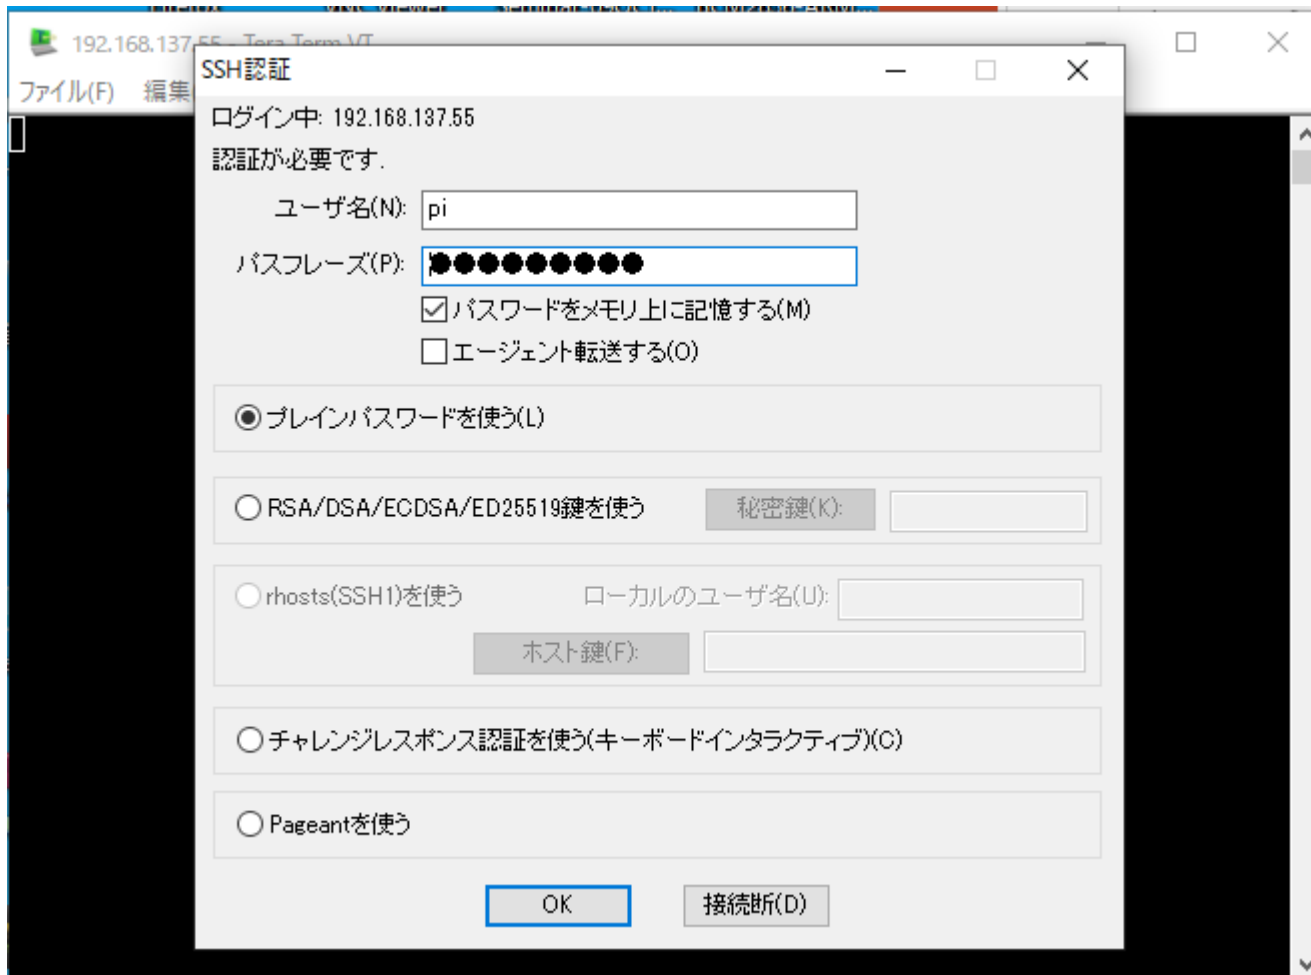 VNC Viewer
192.168.137.55 - Tera Term VT
ファイル(F) 編集
SSH認証
ログイン中: 192.168.137.55
認証が必要です.
ユーザ名(N): pi
パスフレーズ(P): ●●●●●●●●●
パスワードをメモリ上に記憶する(M)
エージェント転送する(O)
プレインパスワードを使う(L)
RSA/DSA/ECDSA/ED25519鍵を使う 秘密鍵(K):
rhosts(SSH1)を使う ローカルのユーザ名(U):
ホスト鍵(F):
チャレンジレスポンス認証を使う(キーボードインタラクティブ)(C)
Pageantを使う
OK 接続断(D)